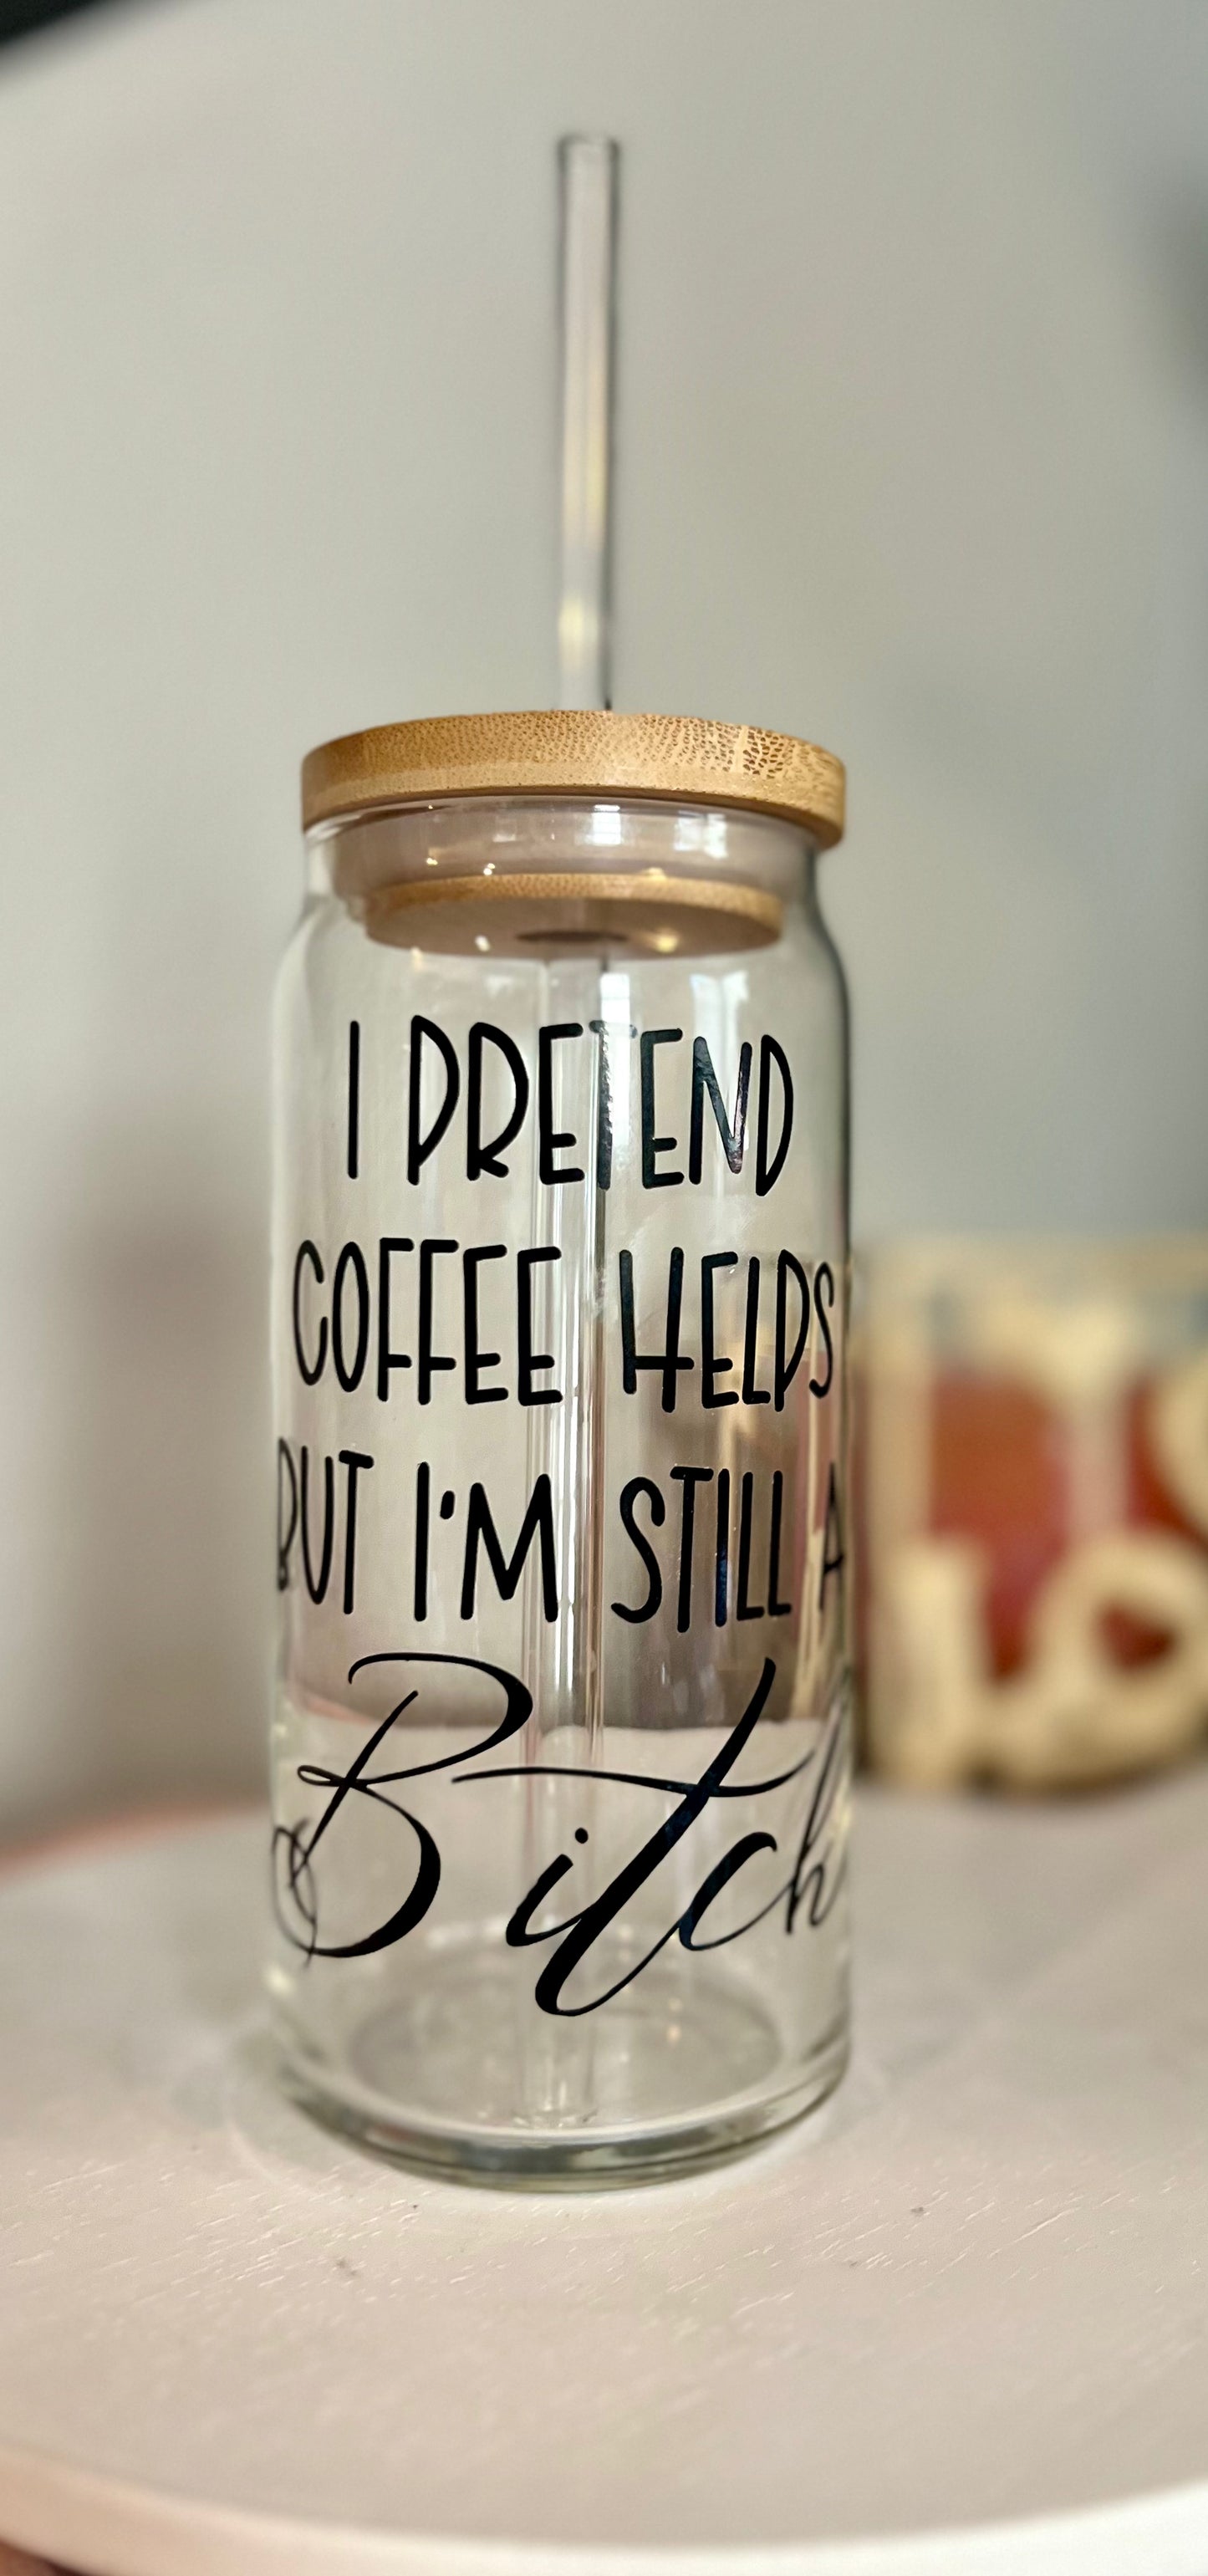 I PRETEND
COFFEE HELPS
BUT I'M STILL A
Bitch